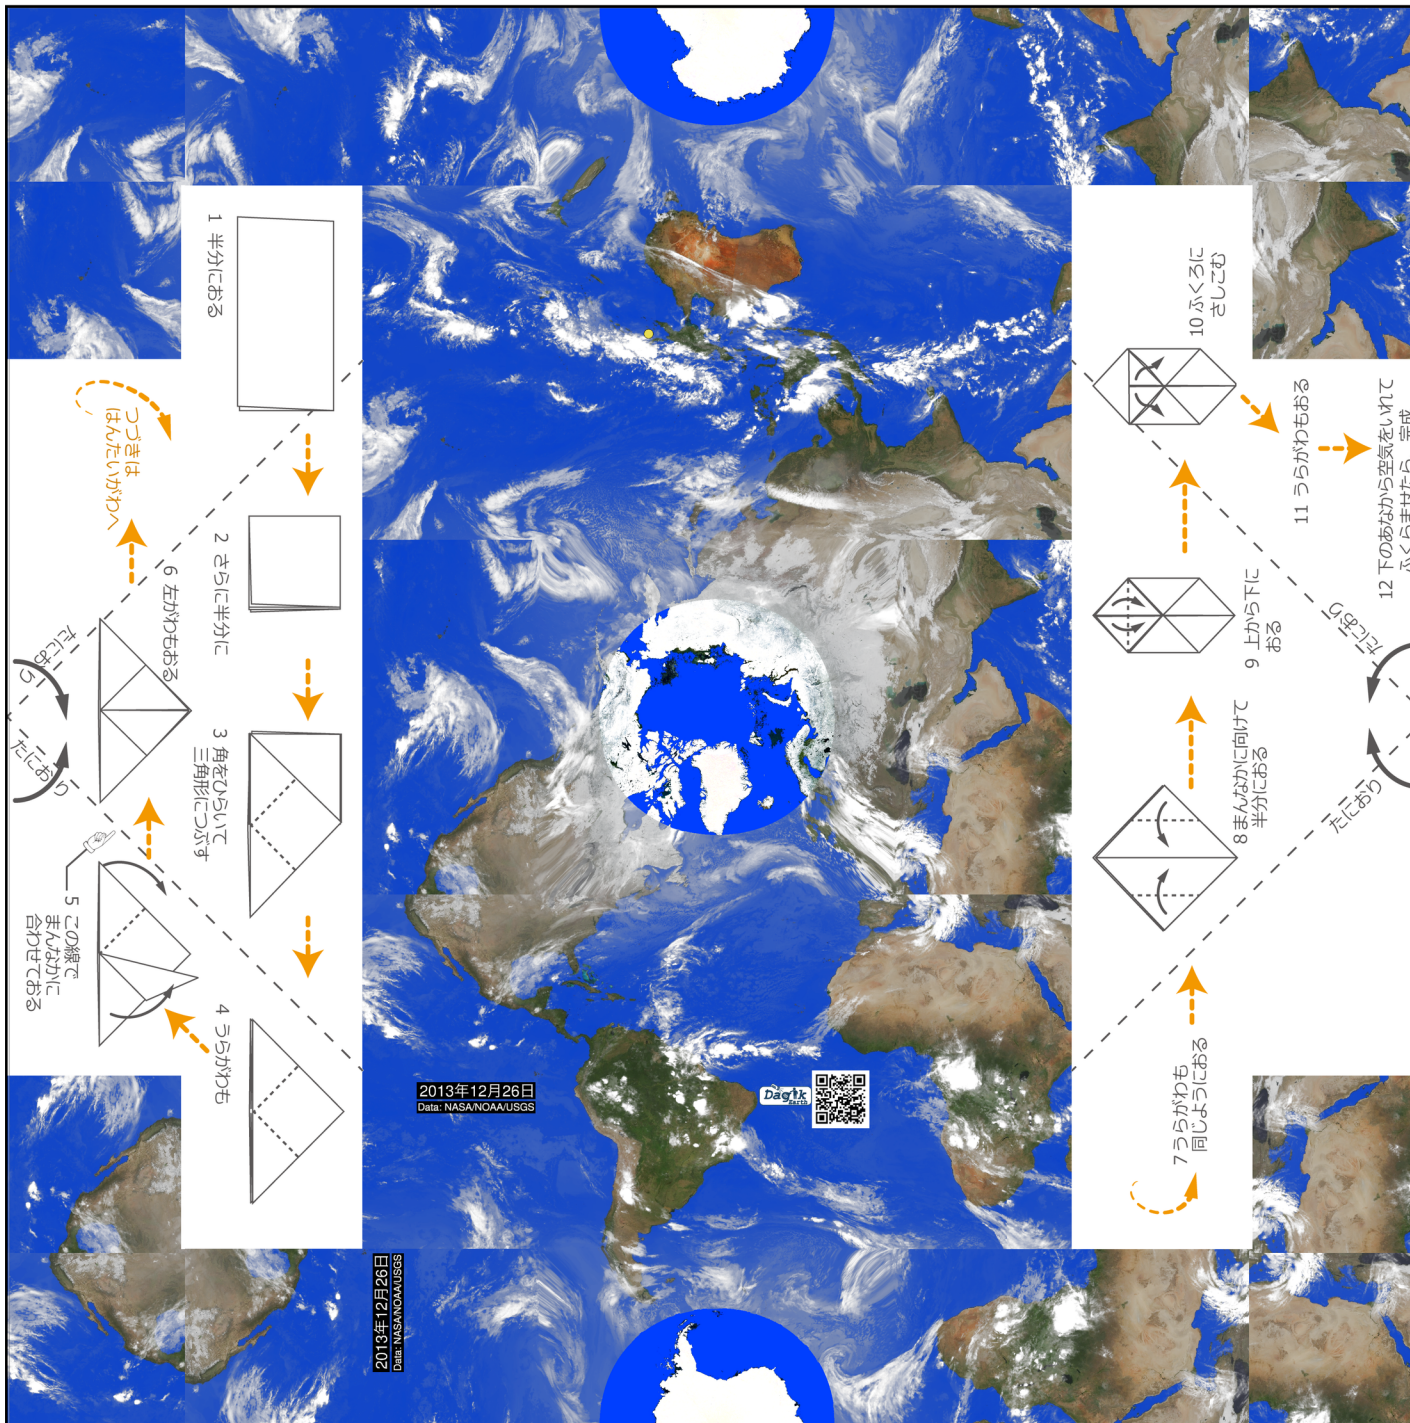 1 半分におる
2 さらに半分に
3 角をひらいて
三角形につぶす
4 うらがわも
5 この線で
まんなかに
合わせておる
6 左がわもおる
つづきは
はんたいがわへ
たにおり
たにおり
7 うらがわも
同じようにおる
8 まんなかに向けて
半分におる
9 上から下に
おる
10 ふくろに
さしこむ
11 うらがわもおる
12 下のあなから空気をいれて
ふくらませたら、完成
たにおり
たにおり
2013年12月26日
Data: NASA/NOAA/USGS
Dagik
Earth
2013年12月26日
Data: NASA/NOAA/USGS